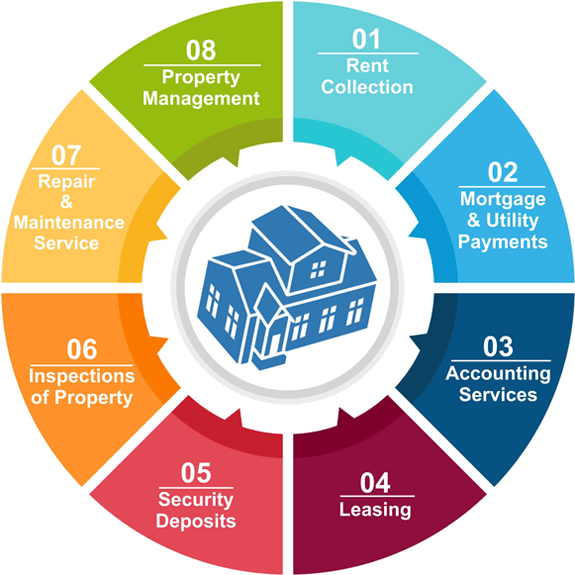 01
Rent
Collection
02
Mortgage
& Utility
Payments
03
Accounting
Services
04
Leasing
05
Security
Deposits
06
Inspections
of Property
07
Repair
&
Maintenance
Service
08
Property
Management